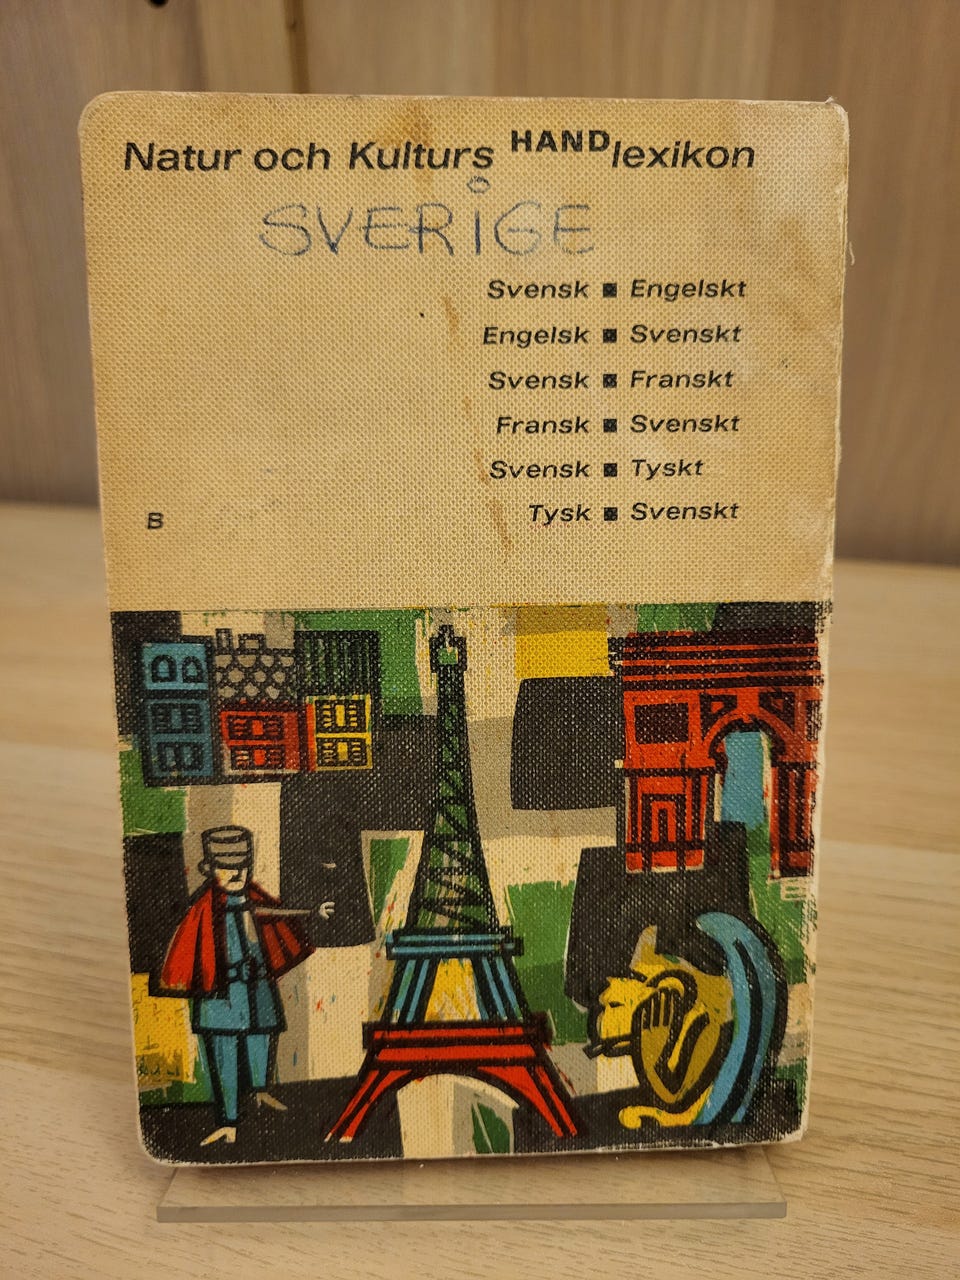 Natur och Kulturs HANDlexikon
SVERIGE
Svensk ▪ Engelskt
Engelsk ▪ Svenskt
Svensk ▪ Franskt
Fransk ▪ Svenskt
Svensk ▪ Tyskt
Tysk ▪ Svenskt
B